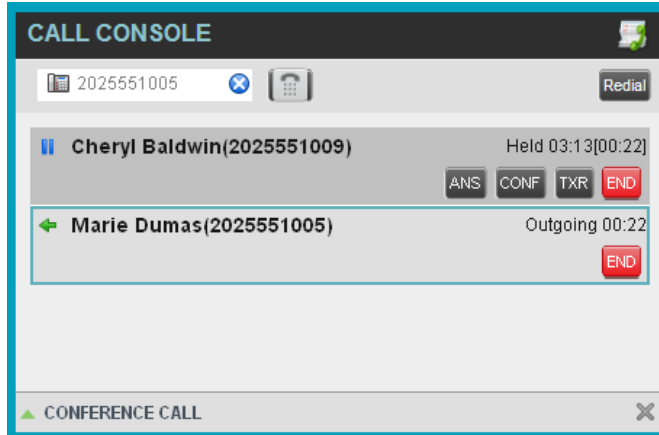 CALL CONSOLE
2025551005
Redial
Cheryl Baldwin(2025551009) Held 03:13[00:22]
ANS CONF TXR END
Marie Dumas(2025551005) Outgoing 00:22
END
CONFERENCE CALL